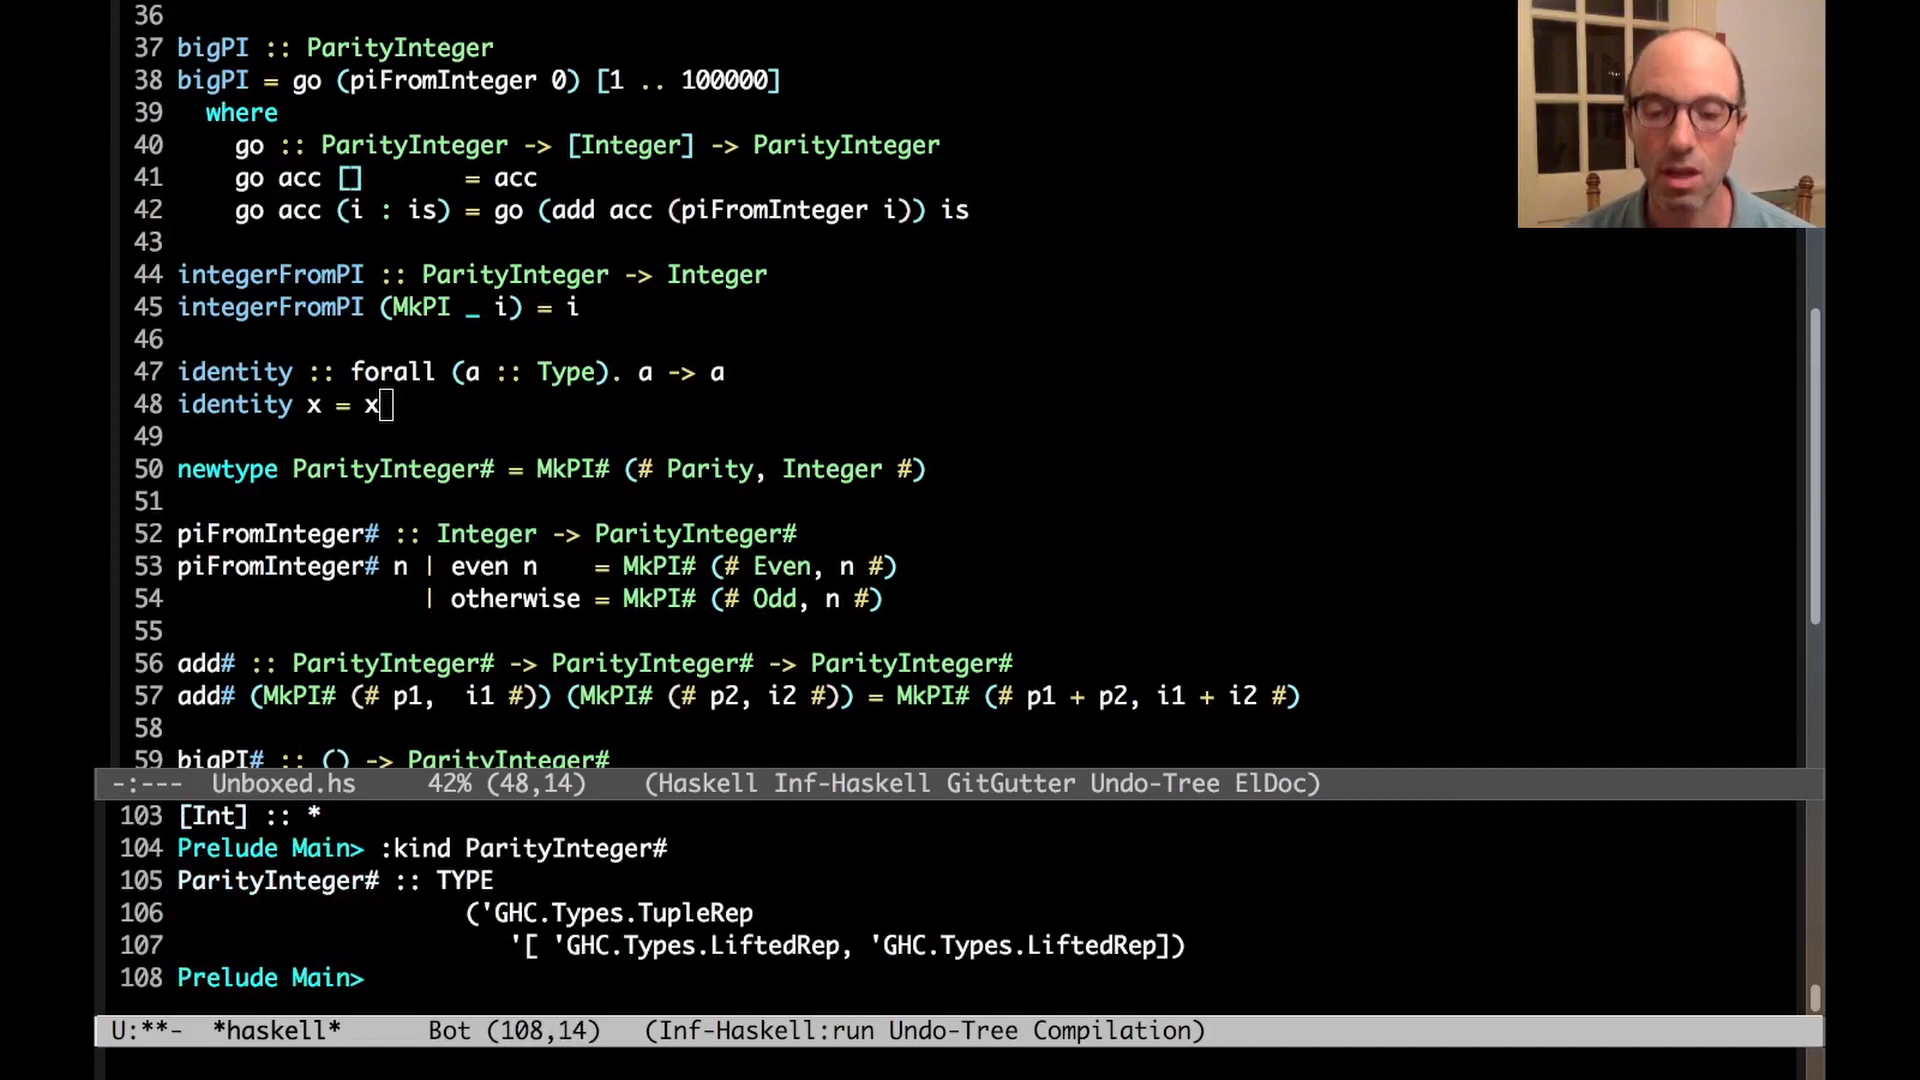 36
37 bigPI :: ParityInteger
38 bigPI = go (piFromInteger 0) [1 .. 100000]
39   where
40     go :: ParityInteger -> [Integer] -> ParityInteger
41     go acc []       = acc
42     go acc (i : is) = go (add acc (piFromInteger i)) is
43
44 integerFromPI :: ParityInteger -> Integer
45 integerFromPI (MkPI _ i) = i
46
47 identity :: forall (a :: Type). a -> a
48 identity x = x
49
50 newtype ParityInteger# = MkPI# (# Parity, Integer #)
51
52 piFromInteger# :: Integer -> ParityInteger#
53 piFromInteger# n | even n    = MkPI# (# Even, n #)
54                  | otherwise = MkPI# (# Odd, n #)
55
56 add# :: ParityInteger# -> ParityInteger# -> ParityInteger#
57 add# (MkPI# (# p1,  i1 #)) (MkPI# (# p2, i2 #)) = MkPI# (# p1 + p2, i1 + i2 #)
58
59 bigPI# :: () -> ParityInteger#
-:---  Unboxed.hs     42% (48,14)    (Haskell Inf-Haskell GitGutter Undo-Tree ElDoc)
103 [Int] :: *
104 Prelude Main> :kind ParityInteger#
105 ParityInteger# :: TYPE
106                     ('GHC.Types.TupleRep
107                        '[ 'GHC.Types.LiftedRep, 'GHC.Types.LiftedRep])
108 Prelude Main>
U:**-  *haskell*      Bot (108,14)   (Inf-Haskell:run Undo-Tree Compilation)